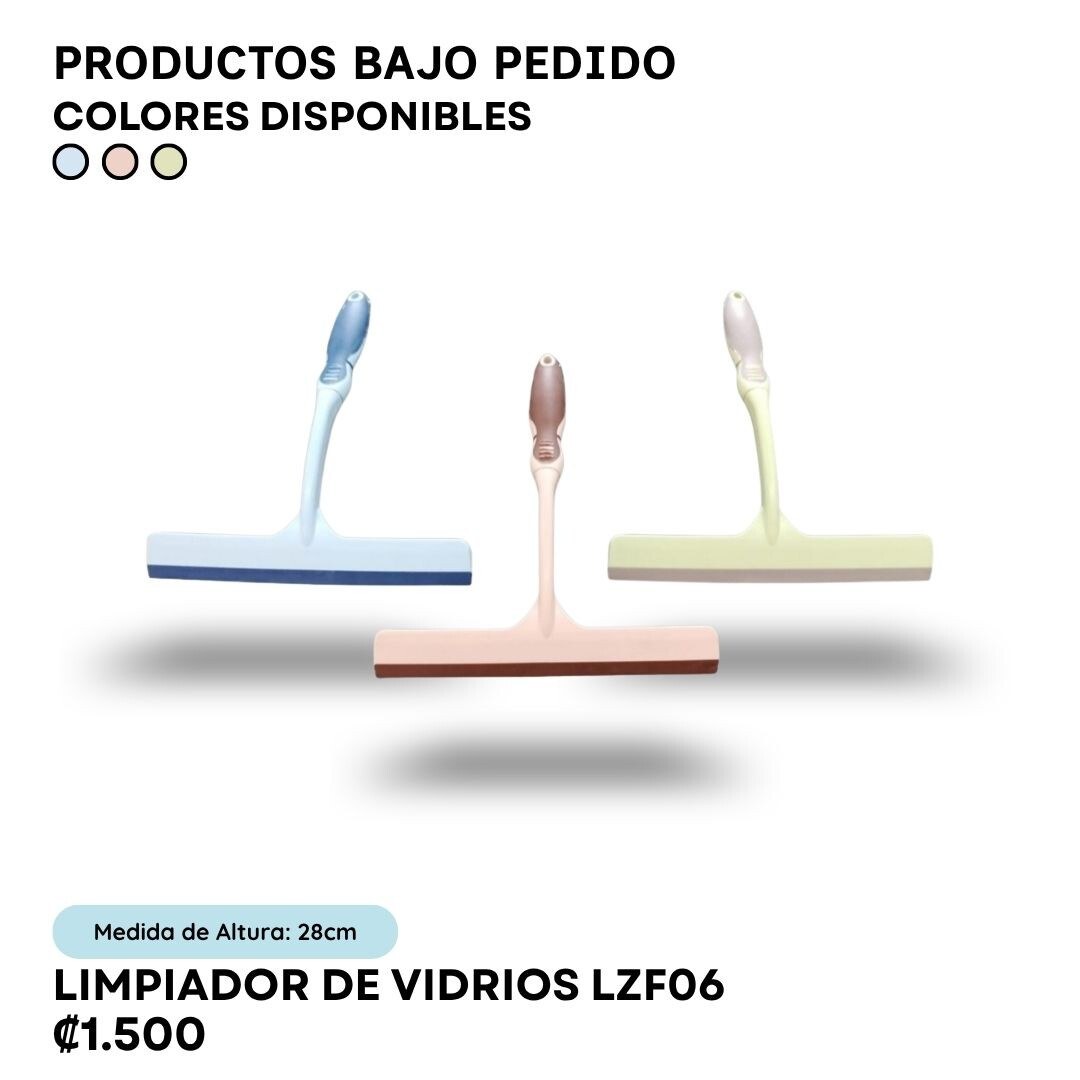 PRODUCTOS BAJO PEDIDO
COLORES DISPONIBLES
Medida de Altura: 28cm
LIMPIADOR DE VIDRIOS LZF06
₡1.500